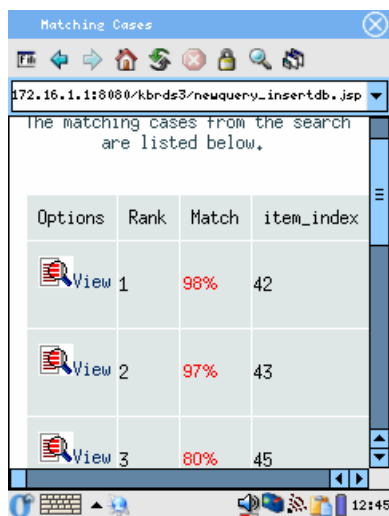 Matching Cases
File
172.16.1.1:8080/kbrds3/newquery_insertdb.jsp
The matching cases from the search
are listed below.
Options Rank Match item_index
View 1 98% 42
View 2 97% 43
View 3 80% 45
12:45